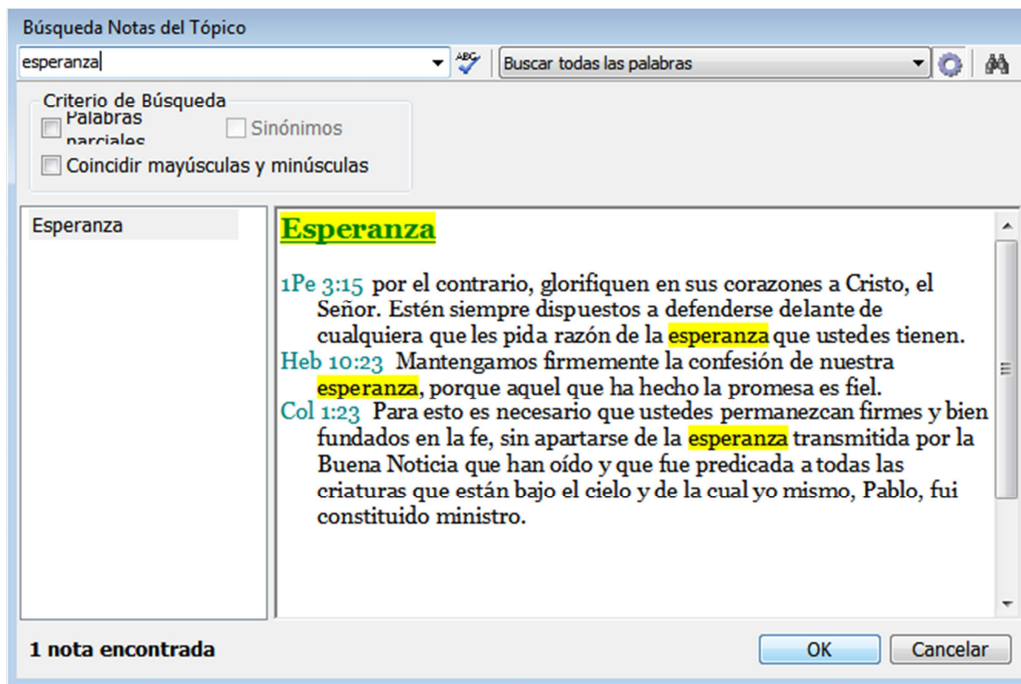 Búsqueda Notas del Tópico
esperanza
ABC
Buscar todas las palabras
Criterio de Búsqueda
Palabras
parciales
Sinónimos
Coincidir mayúsculas y minúsculas
Esperanza
Esperanza
1Pe 3:15 por el contrario, glorifiquen en sus corazones a Cristo, el
Señor. Estén siempre dispuestos a defenderse delante de
cualquiera que les pida razón de la esperanza que ustedes tienen.
Heb 10:23 Mantengamos firmemente la confesión de nuestra
esperanza, porque aquel que ha hecho la promesa es fiel.
Col 1:23 Para esto es necesario que ustedes permanezcan firmes y bien
fundados en la fe, sin apartarse de la esperanza transmitida por la
Buena Noticia que han oído y que fue predicada a todas las
criaturas que están bajo el cielo y de la cual yo mismo, Pablo, fui
constituido ministro.
1 nota encontrada
OK
Cancelar